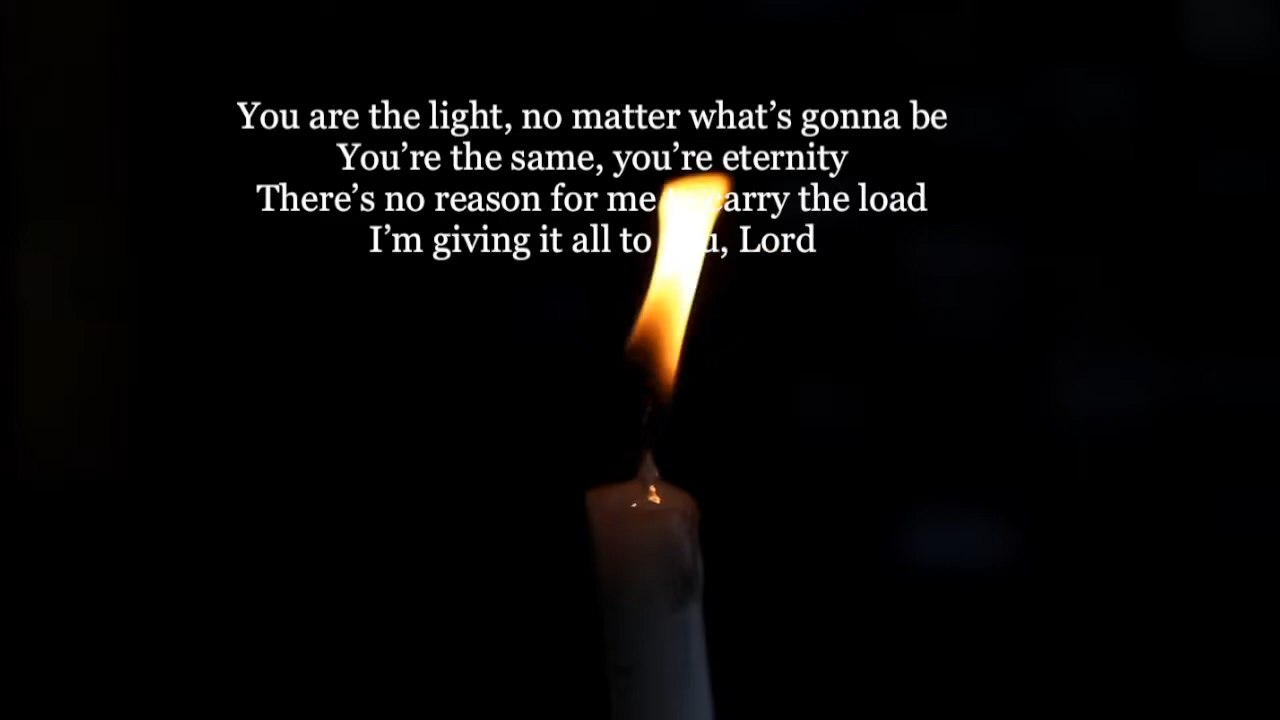 You are the light, no matter what’s gonna be
You’re the same, you’re eternity
There’s no reason for me to carry the load
I’m giving it all to you, Lord